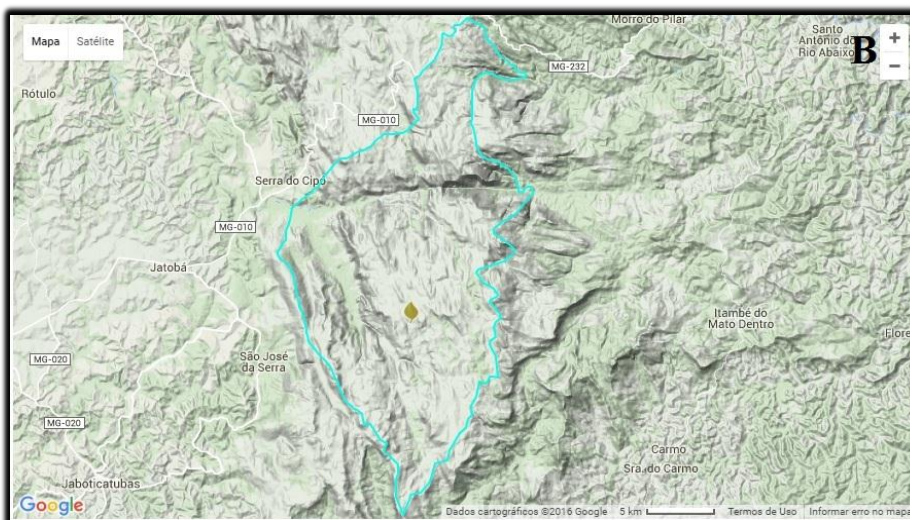 Mapa Satélite
Morro do Pilar
Santo
Antônio do
Rio Abaixo
B
+
−
MG-232
Rótulo
MG-010
Serra do Cipó
MG-010
Jatobá
Itambé do
Mato Dentro
Flore
São José
da Serra
MG-020
MG-020
Carmo
Sra. do Carmo
Jaboticatubas
Google
Dados cartográficos ©2016 Google 5 km Termos de Uso Informar erro no mapa